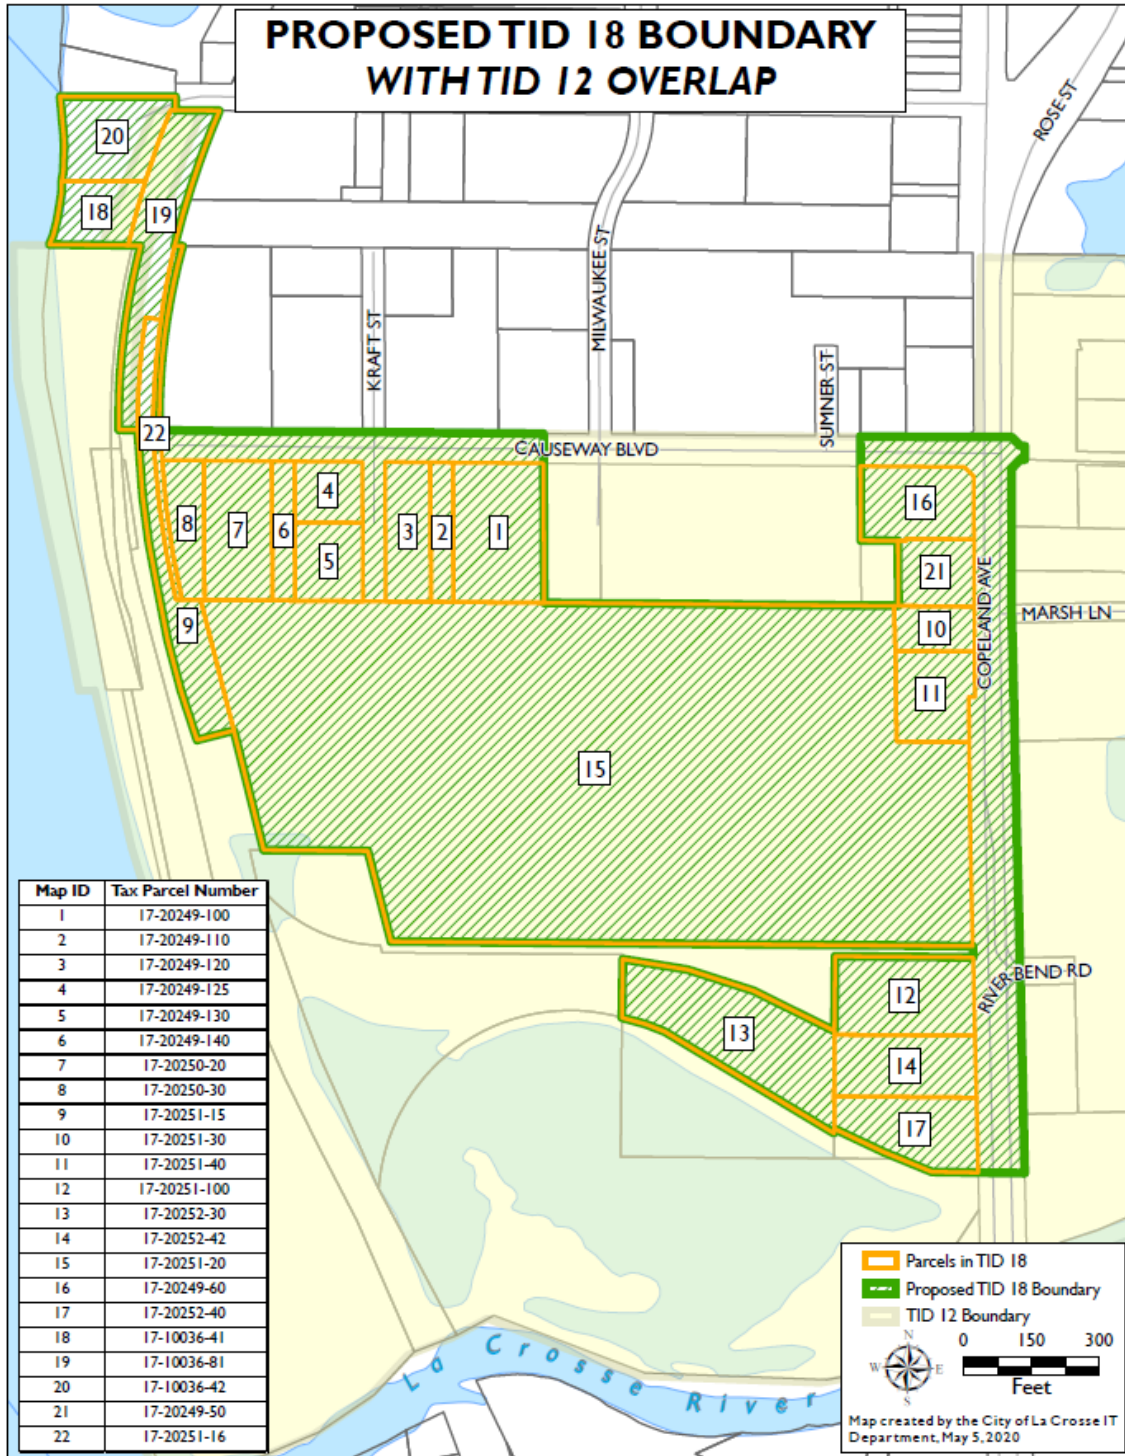 PROPOSED TID 18 BOUNDARY
WITH TID 12 OVERLAP
ROSE ST
20
18
19
MILWAUKEE ST
KRAFT ST
SUMNER ST
22
CAUSEWAY BLVD
4
16
8
7
6
3
2
1
5
21
COPELAND AVE
MARSH LN
9
10
11
15
RIVER BEND RD
12
13
14
17
Map ID Tax Parcel Number
1 17-20249-100
2 17-20249-110
3 17-20249-120
4 17-20249-125
5 17-20249-130
6 17-20249-140
7 17-20250-20
8 17-20250-30
9 17-20251-15
10 17-20251-30
11 17-20251-40
12 17-20251-100
13 17-20252-30
14 17-20252-42
15 17-20251-20
16 17-20249-60
17 17-20252-40
18 17-10036-41
19 17-10036-81
20 17-10036-42
21 17-20249-50
22 17-20251-16
La Crosse River
Parcels in TID 18
Proposed TID 18 Boundary
TID 12 Boundary
N
W E
S
0 150 300
Feet
Map created by the City of La Crosse IT
Department, May 5, 2020